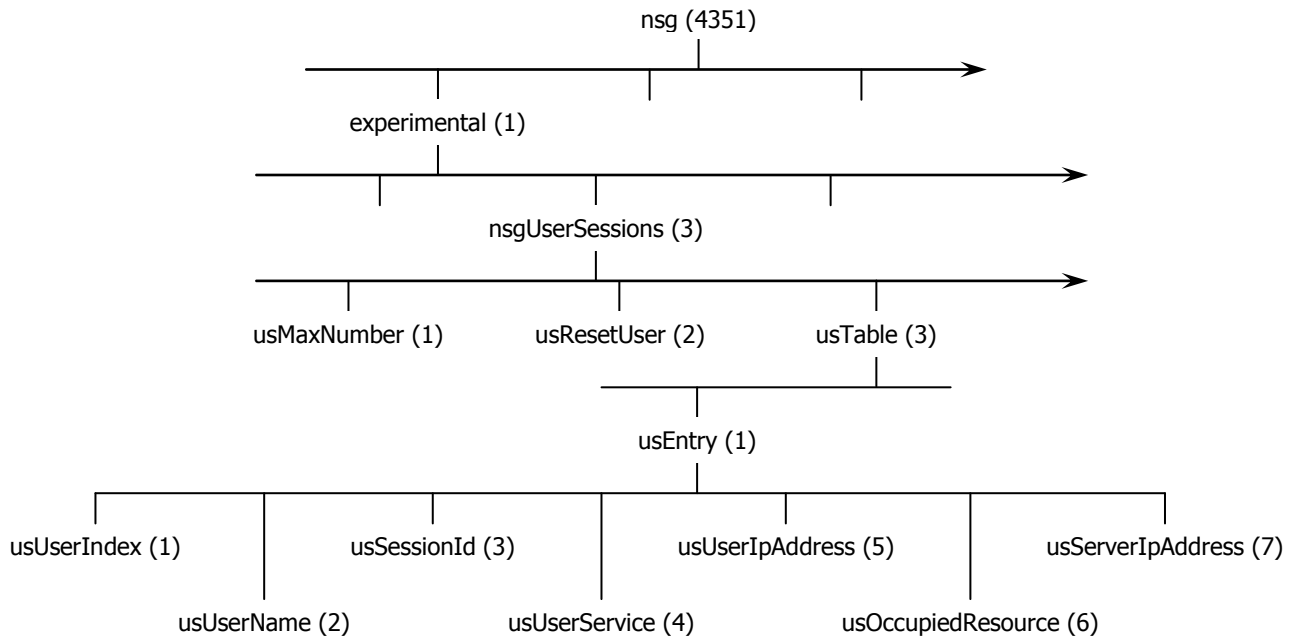 nsg (4351)
experimental (1)
nsgUserSessions (3)
usMaxNumber (1) usResetUser (2) usTable (3)
usEntry (1)
usUserIndex (1) usSessionId (3) usUserIpAddress (5) usServerIpAddress (7)
usUserName (2) usUserService (4) usOccupiedResource (6)